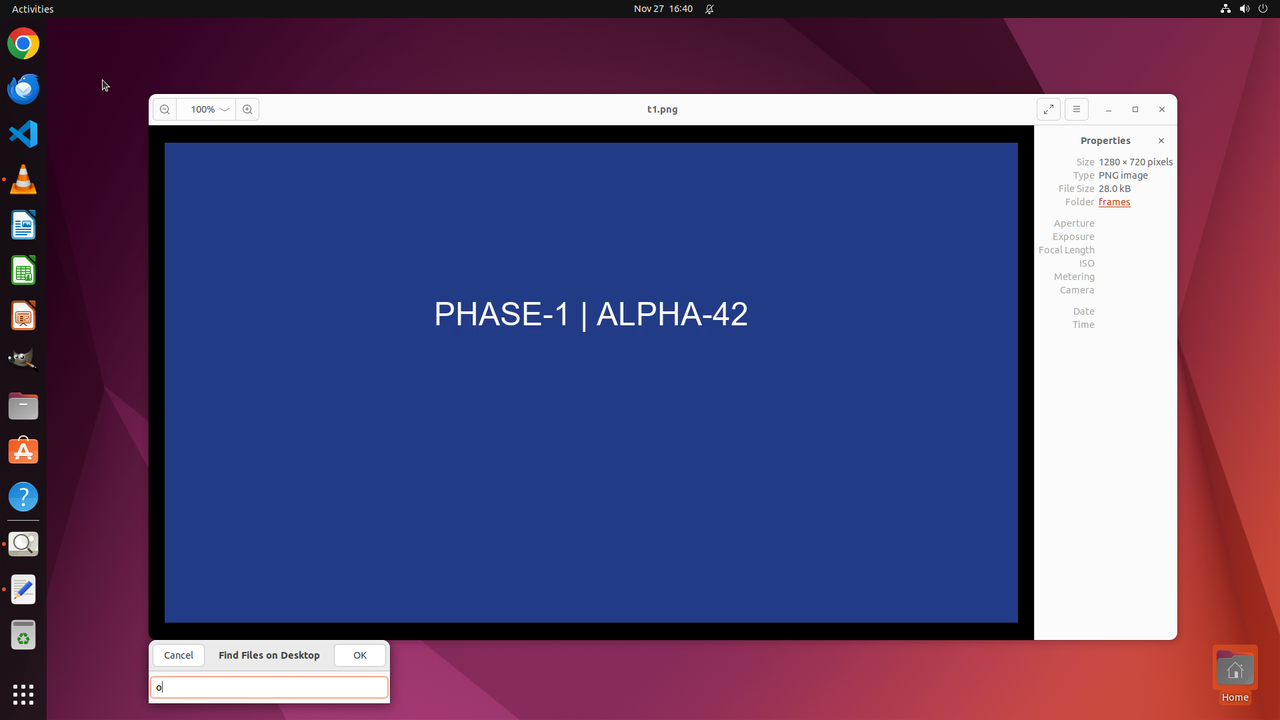 Activities
Nov 27 16:40
100%
t1.png
PHASE-1 | ALPHA-42
Properties
Size 1280 × 720 pixels
Type PNG image
File Size 28.0 kB
Folder frames
Aperture
Exposure
Focal Length
ISO
Metering
Camera
Date
Time
Cancel
Find Files on Desktop
OK
o
Home